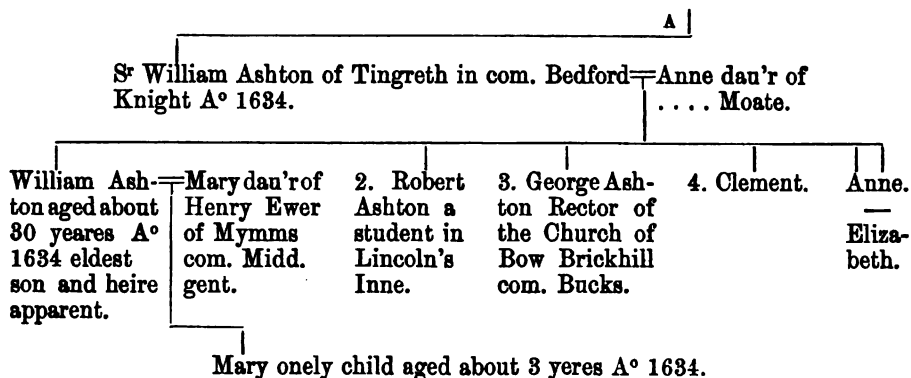 A
Sr William Ashton of Tingreth in com. Bedford=Anne dau'r of
Knight Ao 1634. . . . . Moate.
William Ash-=Mary dau'r of
ton aged about Henry Ewer
30 yeares Ao of Mymms
1634 eldest com. Midd.
son and heire gent.
apparent.
2. Robert
Ashton a
student in
Lincoln's
Inne.
3. George Ash-
ton Rector of
the Church of
Bow Brickhill
com. Bucks.
4. Clement.
Anne.
—
Eliza-
beth.
Mary onely child aged about 3 yeres Ao 1634.